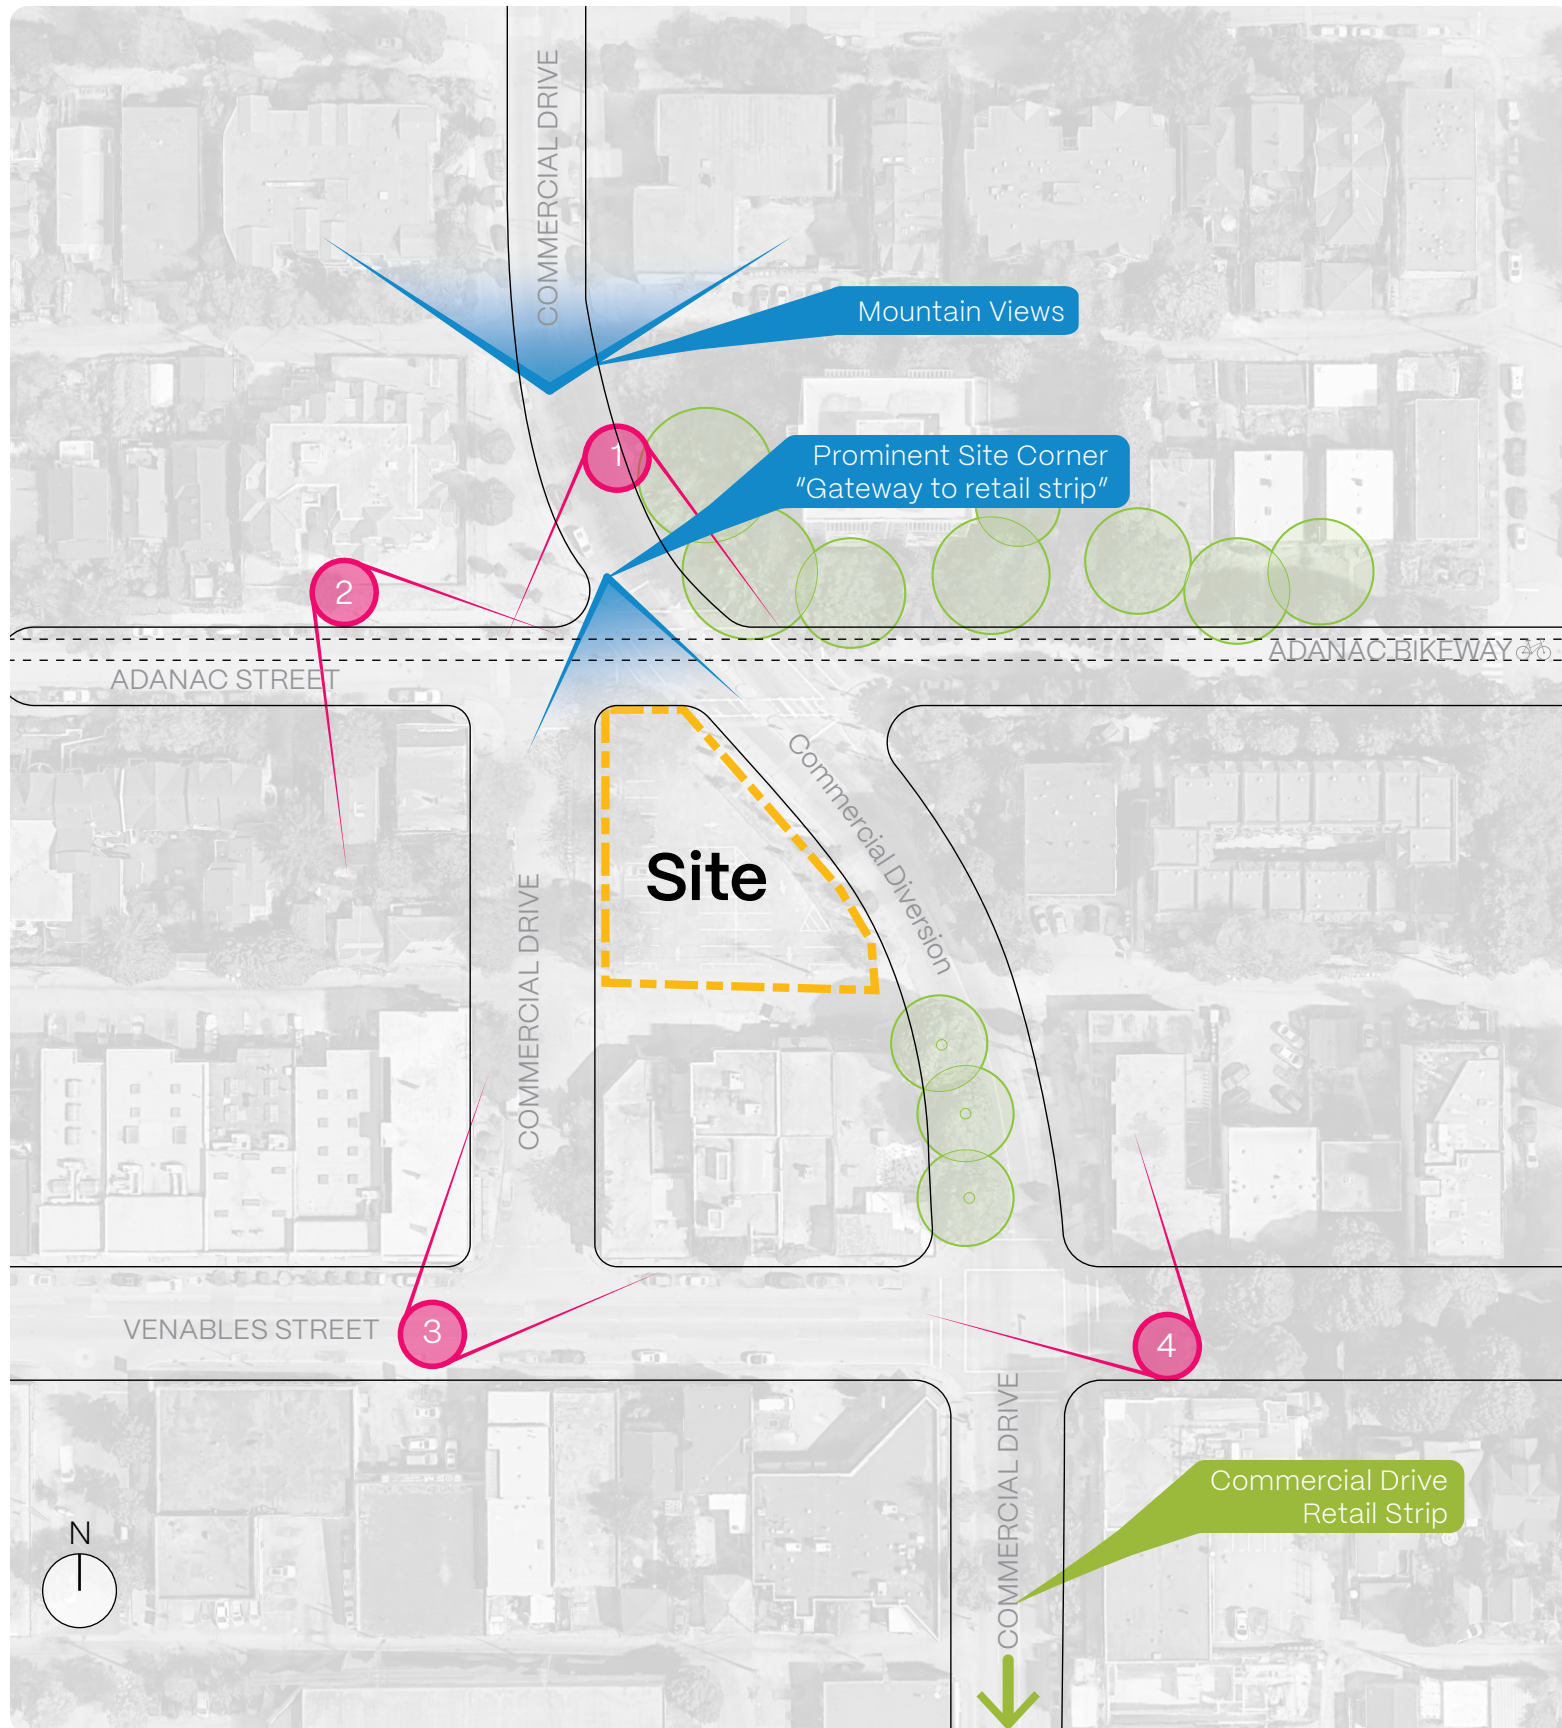 COMMERCIAL DRIVE
Mountain Views
1
Prominent Site Corner
"Gateway to retail strip"
2
ADANAC BIKEWAY
ADANAC STREET
Commercial Diversion
Site
COMMERCIAL DRIVE
VENABLES STREET
3
4
COMMERCIAL DRIVE
Commercial Drive
Retail Strip
N